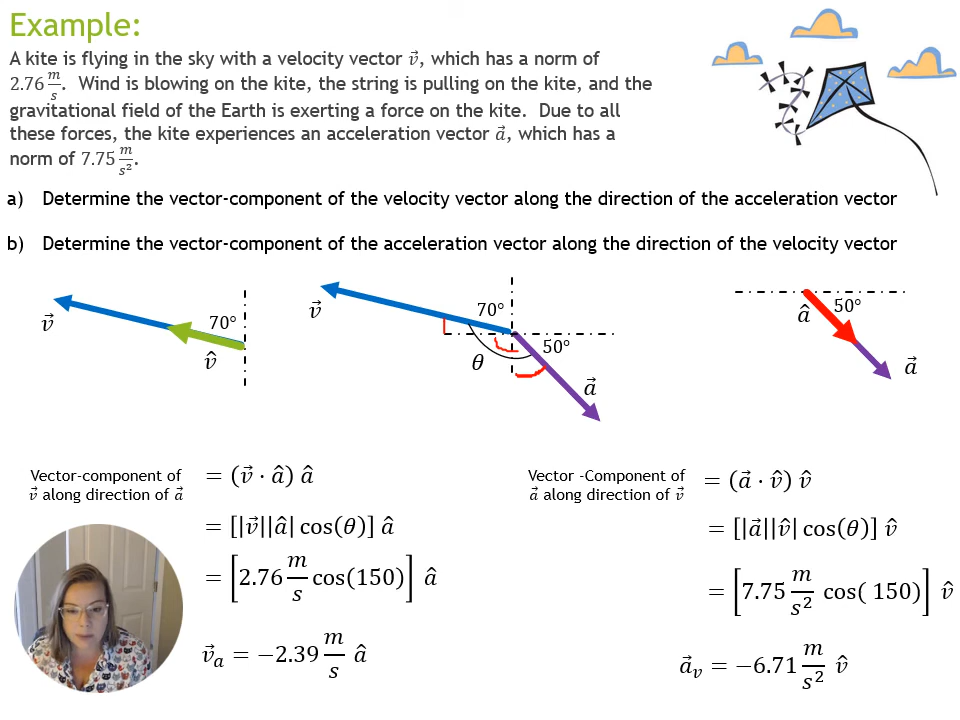 Example:
A kite is flying in the sky with a velocity vector v⃗, which has a norm of
2.76 m/s. Wind is blowing on the kite, the string is pulling on the kite, and the
gravitational field of the Earth is exerting a force on the kite. Due to all
these forces, the kite experiences an acceleration vector a⃗, which has a
norm of 7.75 m/s².
a) Determine the vector-component of the velocity vector along the direction of the acceleration vector
b) Determine the vector-component of the acceleration vector along the direction of the velocity vector
v⃗ 70° v̂
v⃗ 70° 50° θ a⃗
â 50° a⃗
Vector-component of
v⃗ along direction of a⃗
= (v⃗ · â) â
= [|v⃗||â| cos(θ)] â
= [2.76 m/s cos(150)] â
v⃗ₐ = −2.39 m/s â
Vector -Component of
a⃗ along direction of v⃗
= (a⃗ · v̂) v̂
= [|a⃗||v̂| cos(θ)] v̂
= [7.75 m/s² cos( 150)] v̂
a⃗ᵥ = −6.71 m/s² v̂